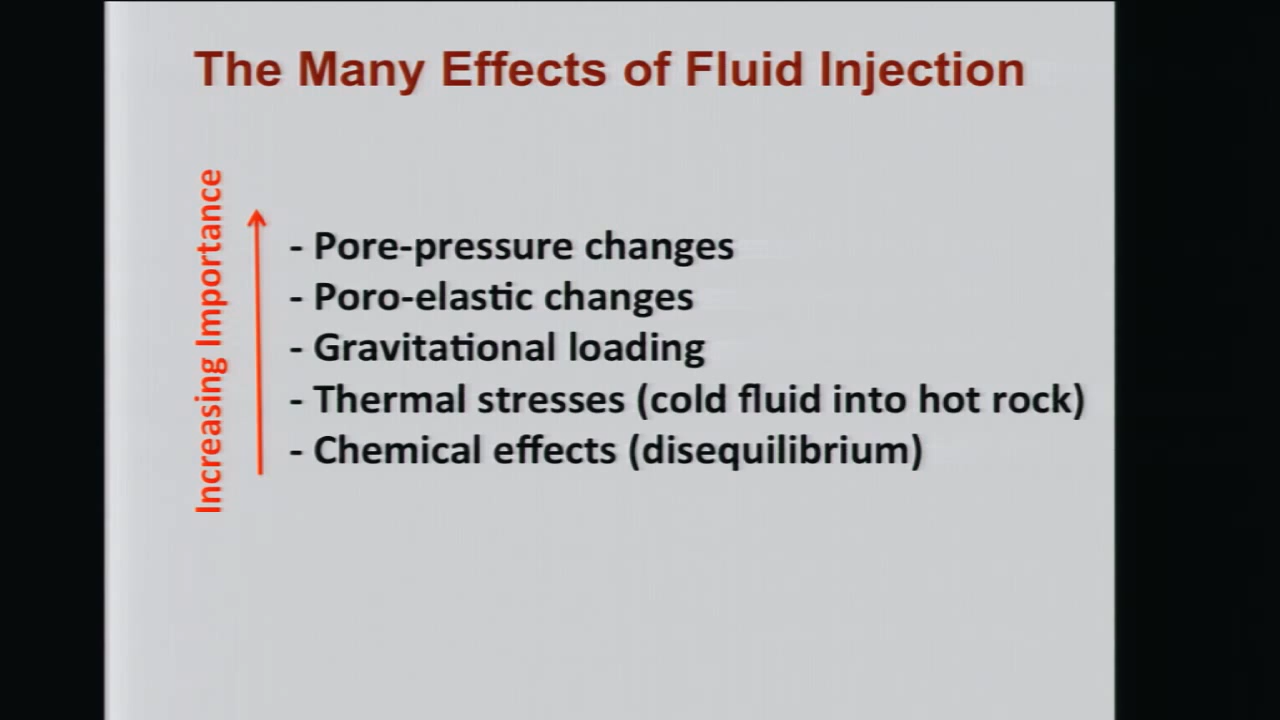 The Many Effects of Fluid Injection
Increasing Importance
- Pore-pressure changes
- Poro-elastic changes
- Gravitational loading
- Thermal stresses (cold fluid into hot rock)
- Chemical effects (disequilibrium)